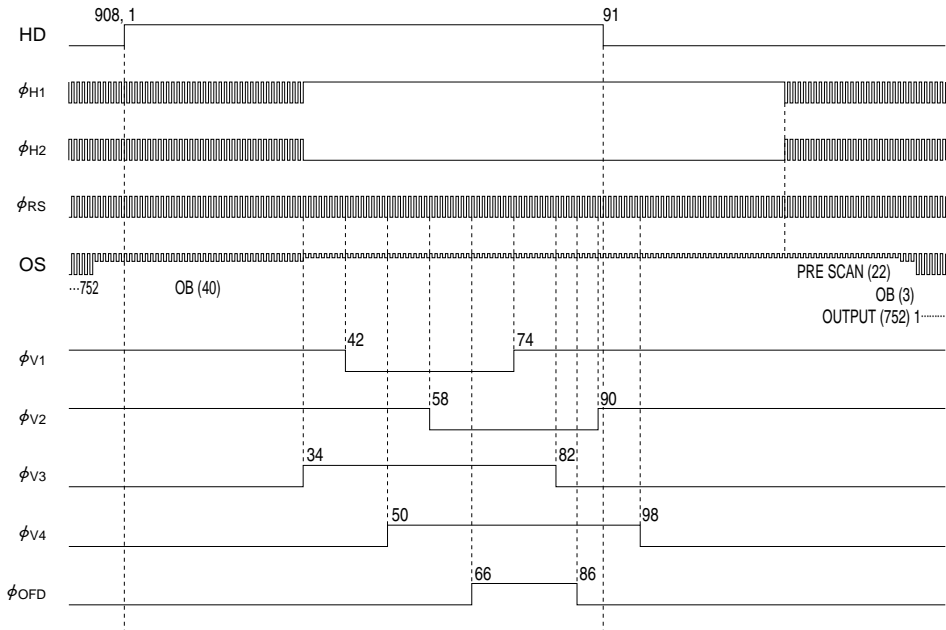 908, 1
91
HD
ϕH1
ϕH2
ϕRS
OS
···752
OB (40)
PRE SCAN (22)
OB (3)
OUTPUT (752) 1·········
ϕV1
42
74
ϕV2
58
90
ϕV3
34
82
ϕV4
50
98
ϕOFD
66
86